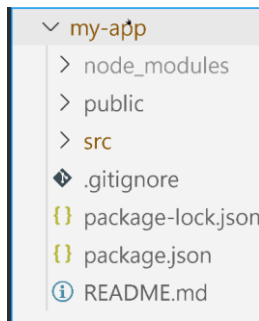 my-app
node_modules
public
src
.gitignore
package-lock.json
package.json
README.md